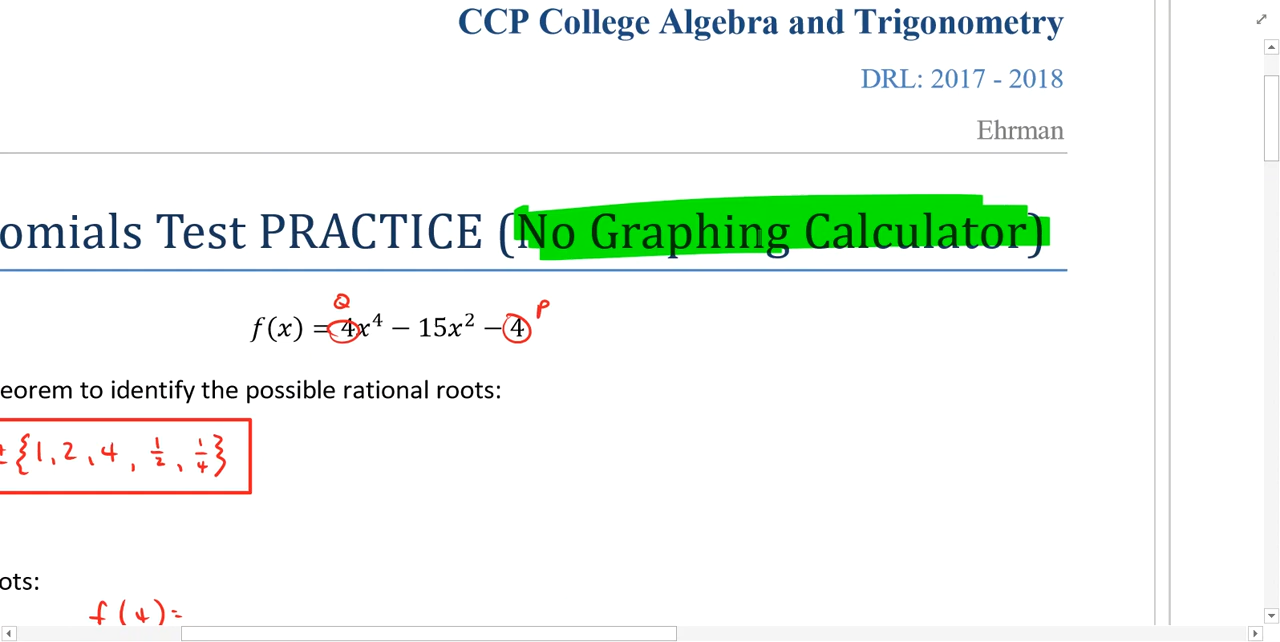 CCP College Algebra and Trigonometry
DRL: 2017 - 2018
Ehrman
omials Test PRACTICE (No Graphing Calculator)
Q
P
f(x) = 4x⁴ − 15x² − 4
eorem to identify the possible rational roots:
± {1, 2, 4, 1/2, 1/4}
ots:
f(4)=